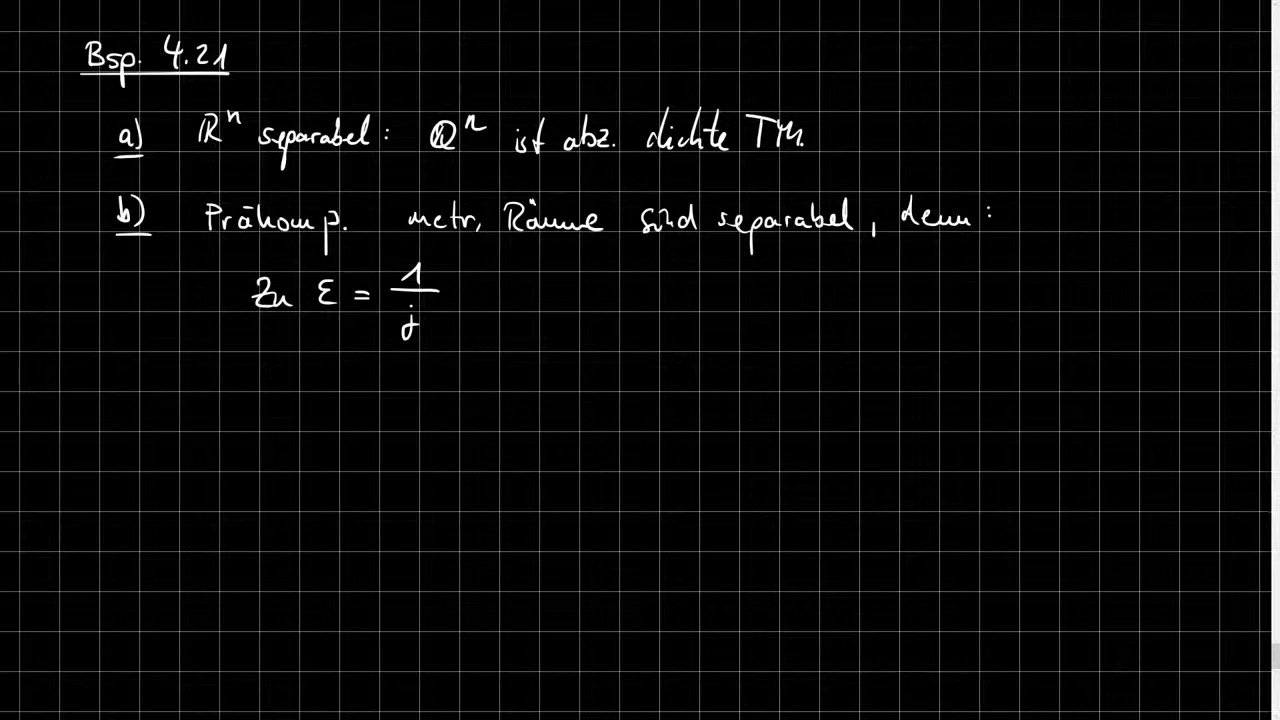 Bsp. 4.21
a) ℝⁿ separabel: ℚⁿ ist abz. dichte TM.
b) Präkomp. metr. Räume sind separabel, denn:
Zu ε = 1/j